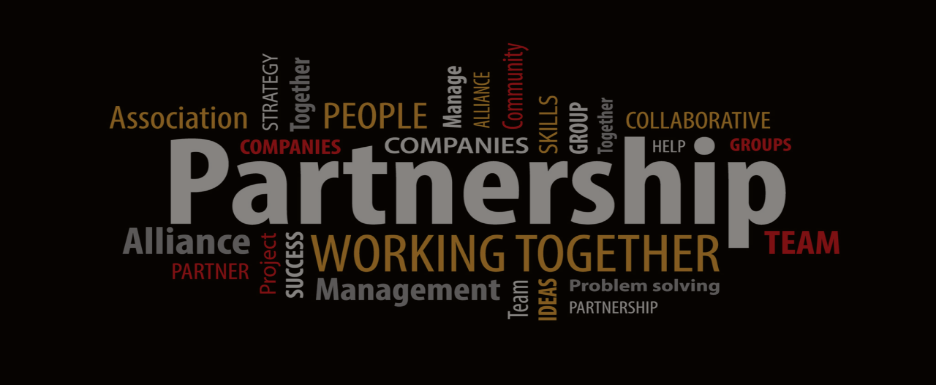 STRATEGY
Together
Manage
ALLIANCE
Community
Association
PEOPLE
SKILLS
GROUP
Together
COLLABORATIVE
COMPANIES
COMPANIES
HELP
GROUPS
Partnership
Alliance
Project
SUCCESS
WORKING TOGETHER
TEAM
PARTNER
Management
Team
IDEAS
Problem solving
PARTNERSHIP